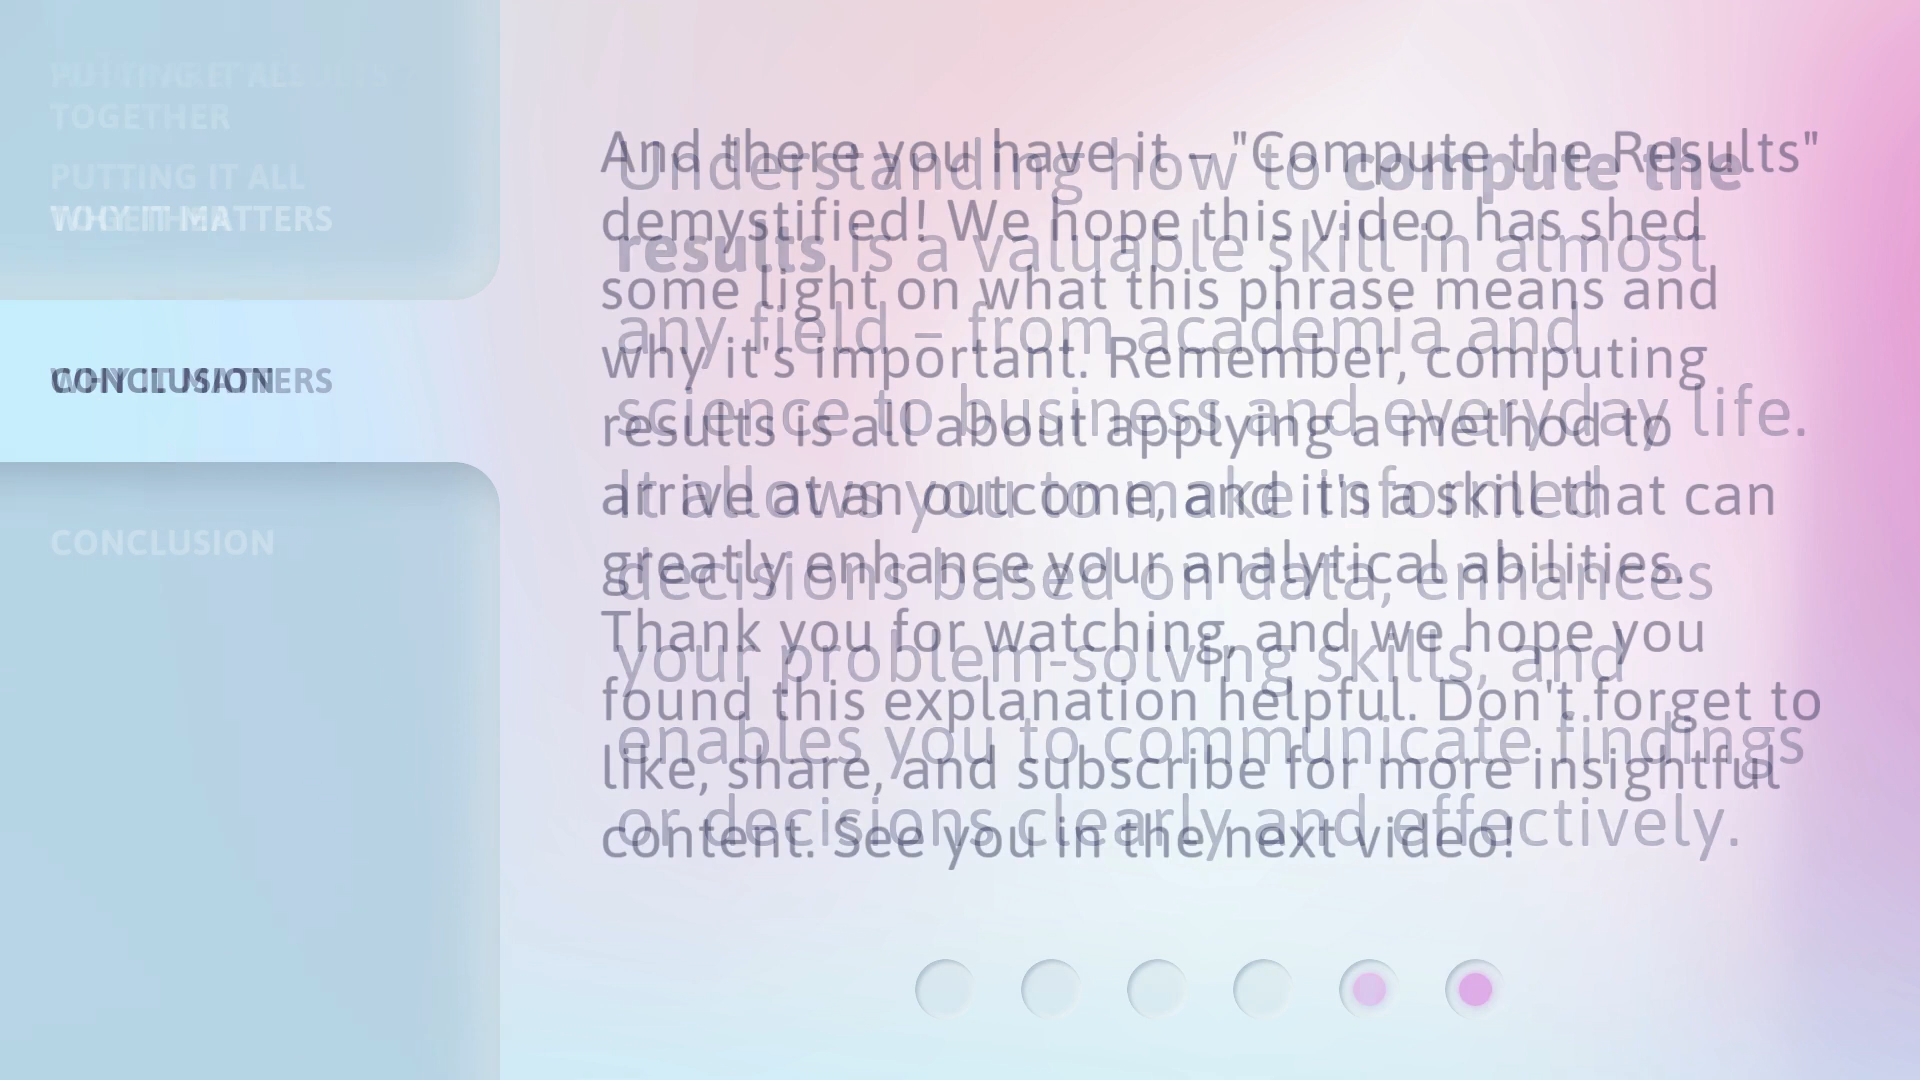 PUTTING IT ALL
TOGETHER
PUTTING IT ALL
TOGETHER
WHY IT MATTERS
CONCLUSION
WHY IT MATTERS
CONCLUSION
And there you have it – "Compute the Results"
demystified! We hope this video has shed
some light on what this phrase means and
why it's important. Remember, computing
results is all about applying a method to
arrive at an outcome, and it's a skill that can
greatly enhance your analytical abilities.
Thank you for watching, and we hope you
found this explanation helpful. Don't forget to
like, share, and subscribe for more insightful
content. See you in the next video!
Understanding how to compute the
results is a valuable skill in almost
any field – from academia and
science to business and everyday life.
It allows you to make informed
decisions based on data, enhances
your problem-solving skills, and
enables you to communicate findings
or decisions clearly and effectively.